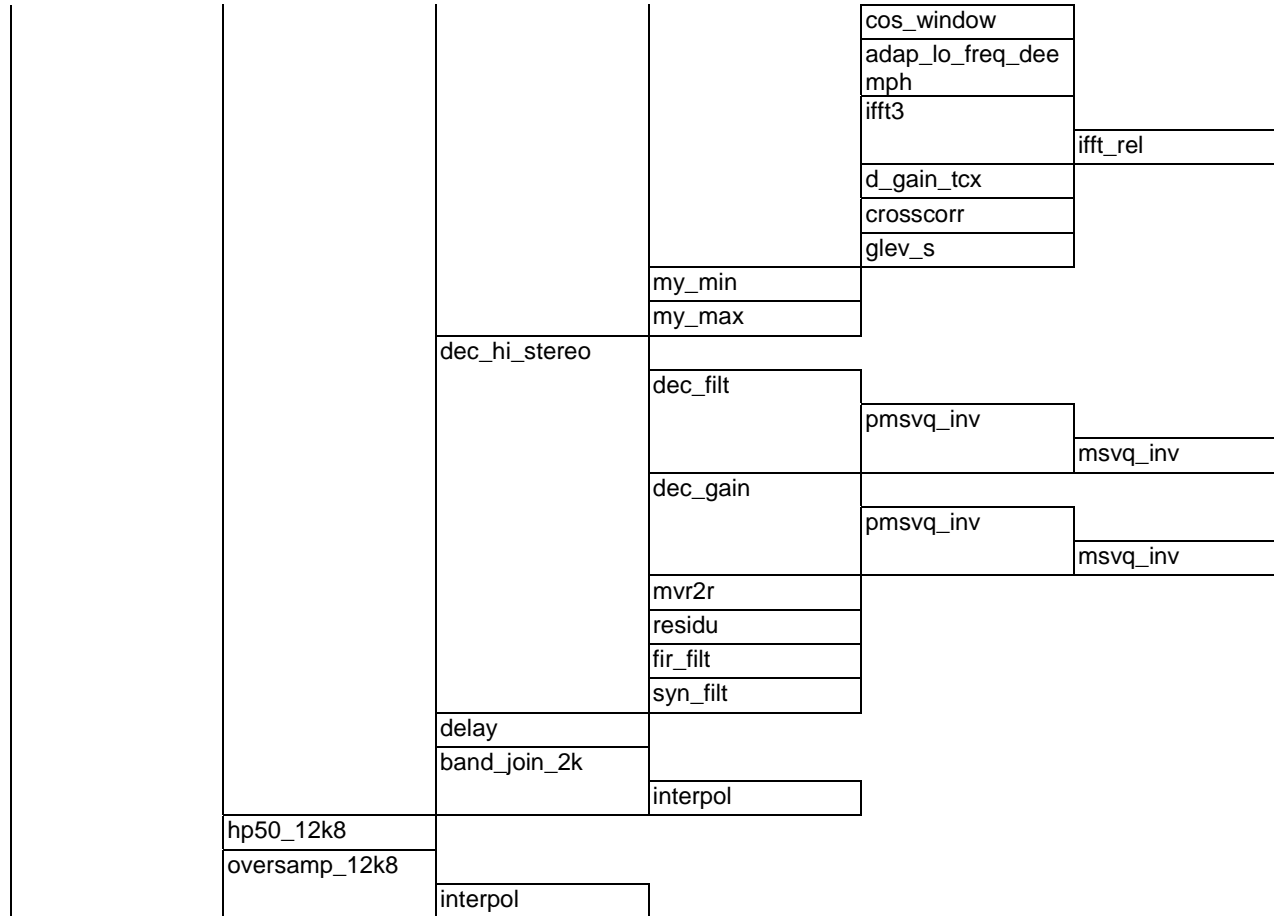 cos_window
adap_lo_freq_dee
mph
ifft3
ifft_rel
d_gain_tcx
crosscorr
glev_s
my_min
my_max
dec_hi_stereo
dec_filt
pmsvq_inv
msvq_inv
dec_gain
pmsvq_inv
msvq_inv
mvr2r
residu
fir_filt
syn_filt
delay
band_join_2k
interpol
hp50_12k8
oversamp_12k8
interpol